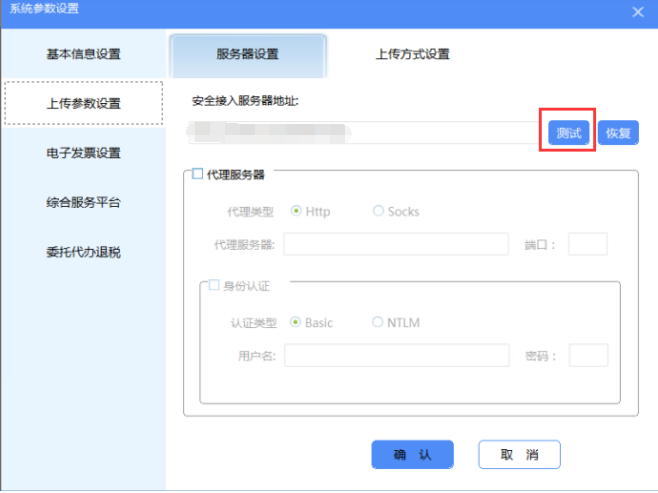 系统参数设置
基本信息设置
服务器设置
上传方式设置
上传参数设置
安全接入服务器地址:
测试
恢复
电子发票设置
代理服务器
综合服务平台
代理类型
Http
Socks
代理服务器:
端口：
委托代办退税
身份认证
认证类型
Basic
NTLM
用户名:
密码：
确 认
取 消